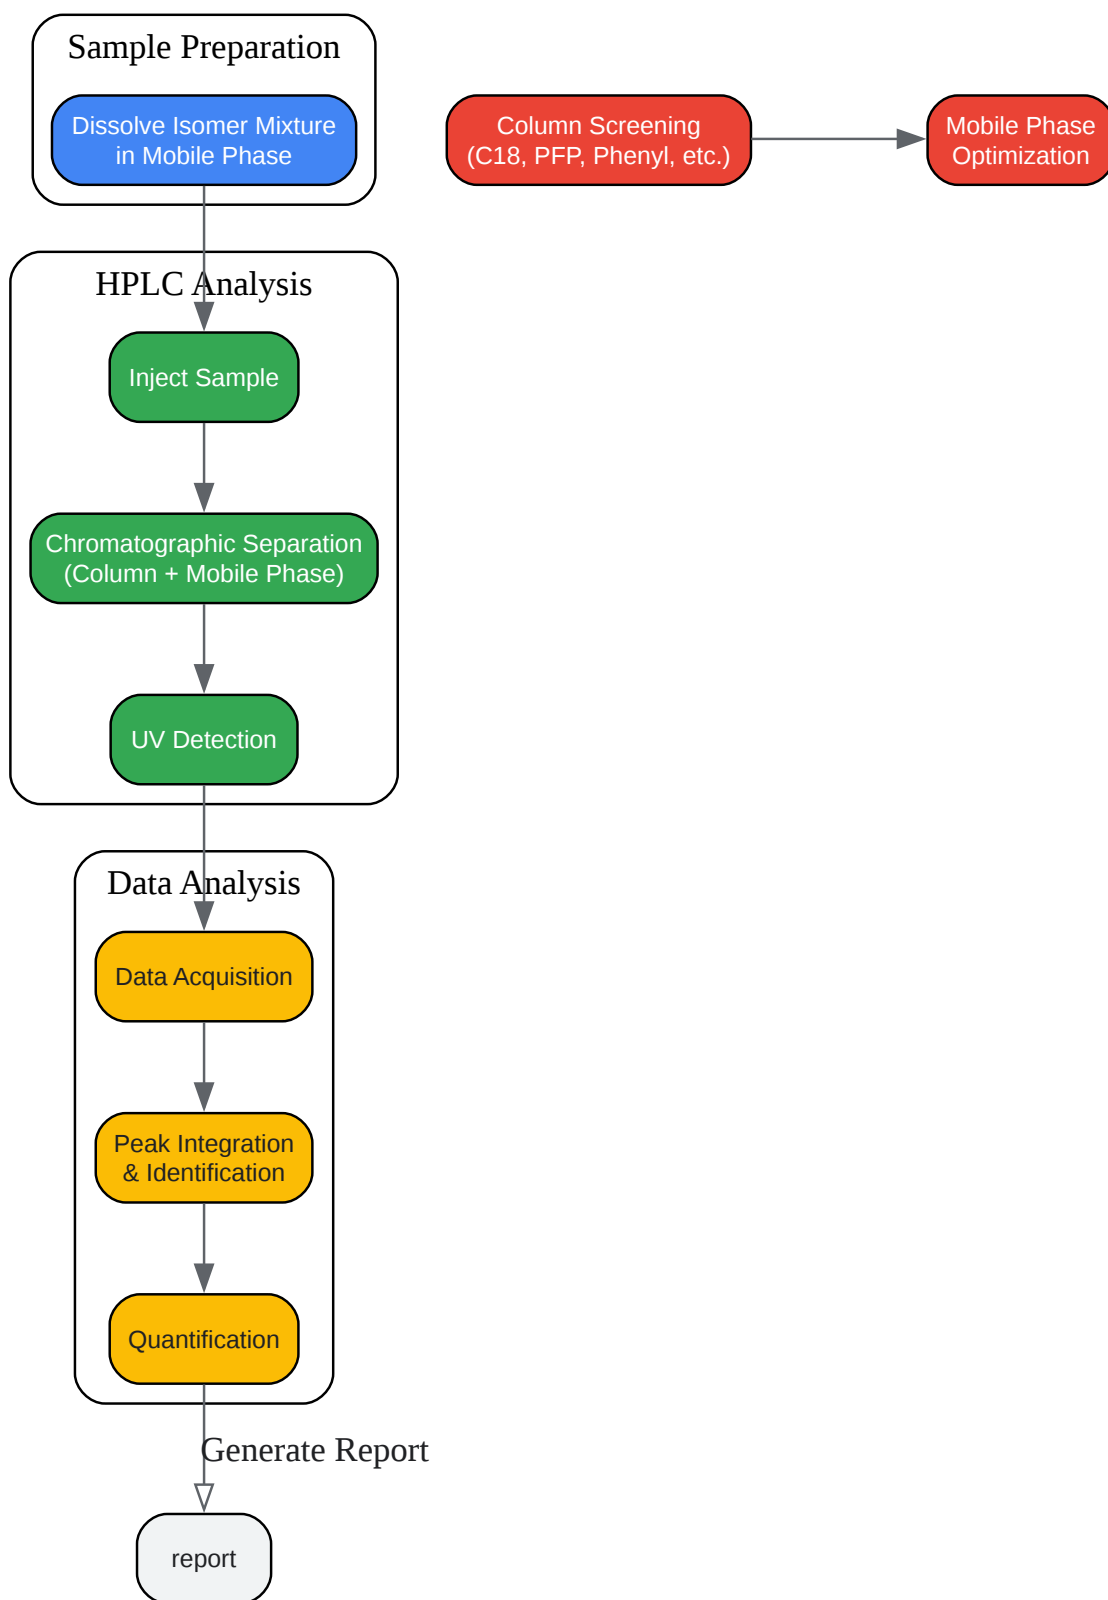 Sample Preparation
Dissolve Isomer Mixture
in Mobile Phase
Column Screening
(C18, PFP, Phenyl, etc.)
Mobile Phase
Optimization
HPLC Analysis
Inject Sample
Chromatographic Separation
(Column + Mobile Phase)
UV Detection
Data Analysis
Data Acquisition
Peak Integration
& Identification
Quantification
Generate Report
report